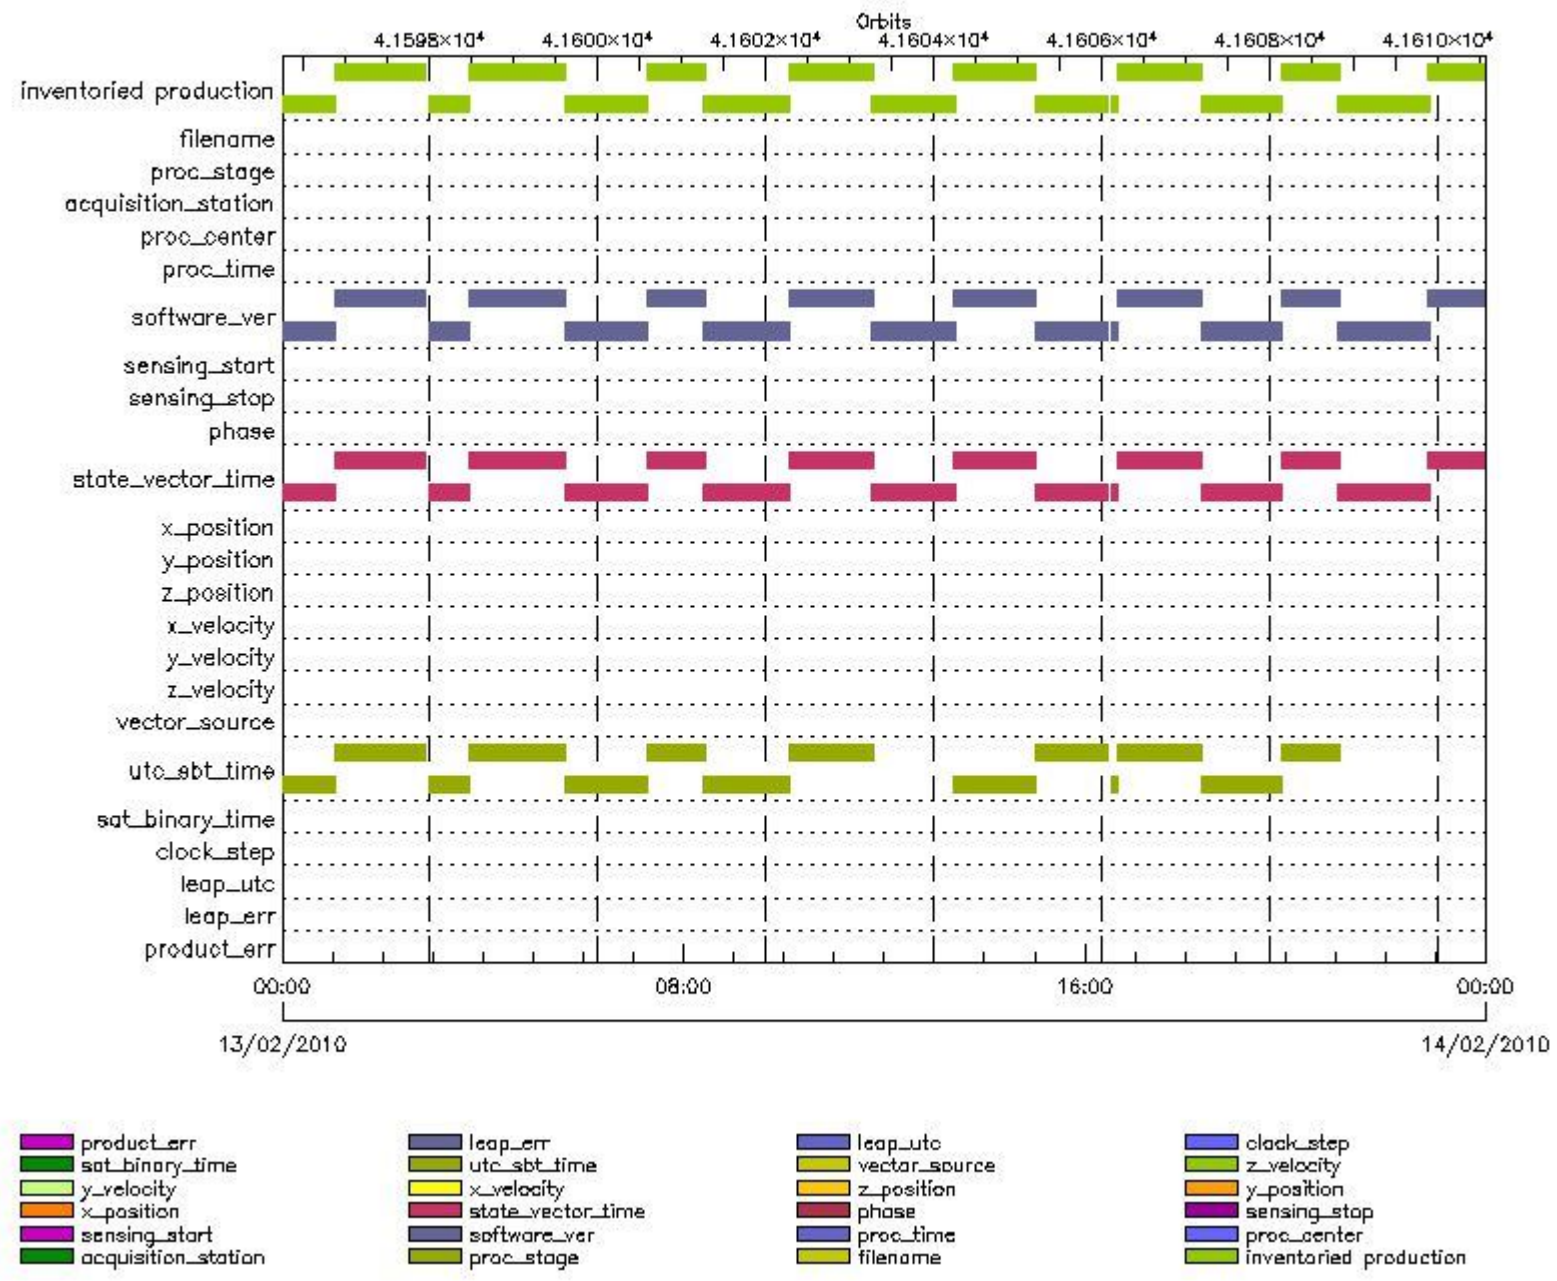 Orbits
4.1598×10⁴ 4.1600×10⁴ 4.1602×10⁴ 4.1604×10⁴ 4.1606×10⁴ 4.1608×10⁴ 4.1610×10⁴
inventoried production
filename
proc_stage
acquisition_station
proc_center
proc_time
software_ver
sensing_start
sensing_stop
phase
state_vector_time
x_position
y_position
z_position
x_velocity
y_velocity
z_velocity
vector_source
utc_sbt_time
sat_binary_time
clock_step
leap_utc
leap_err
product_err
00:00 08:00 16:00 00:00
13/02/2010 14/02/2010
product_err leap_err leap_utc clock_step
sat_binary_time utc_sbt_time vector_source z_velocity
y_velocity x_velocity z_position y_position
x_position state_vector_time phase sensing_stop
sensing_start software_ver proc_time proc_center
acquisition_station proc_stage filename inventoried production